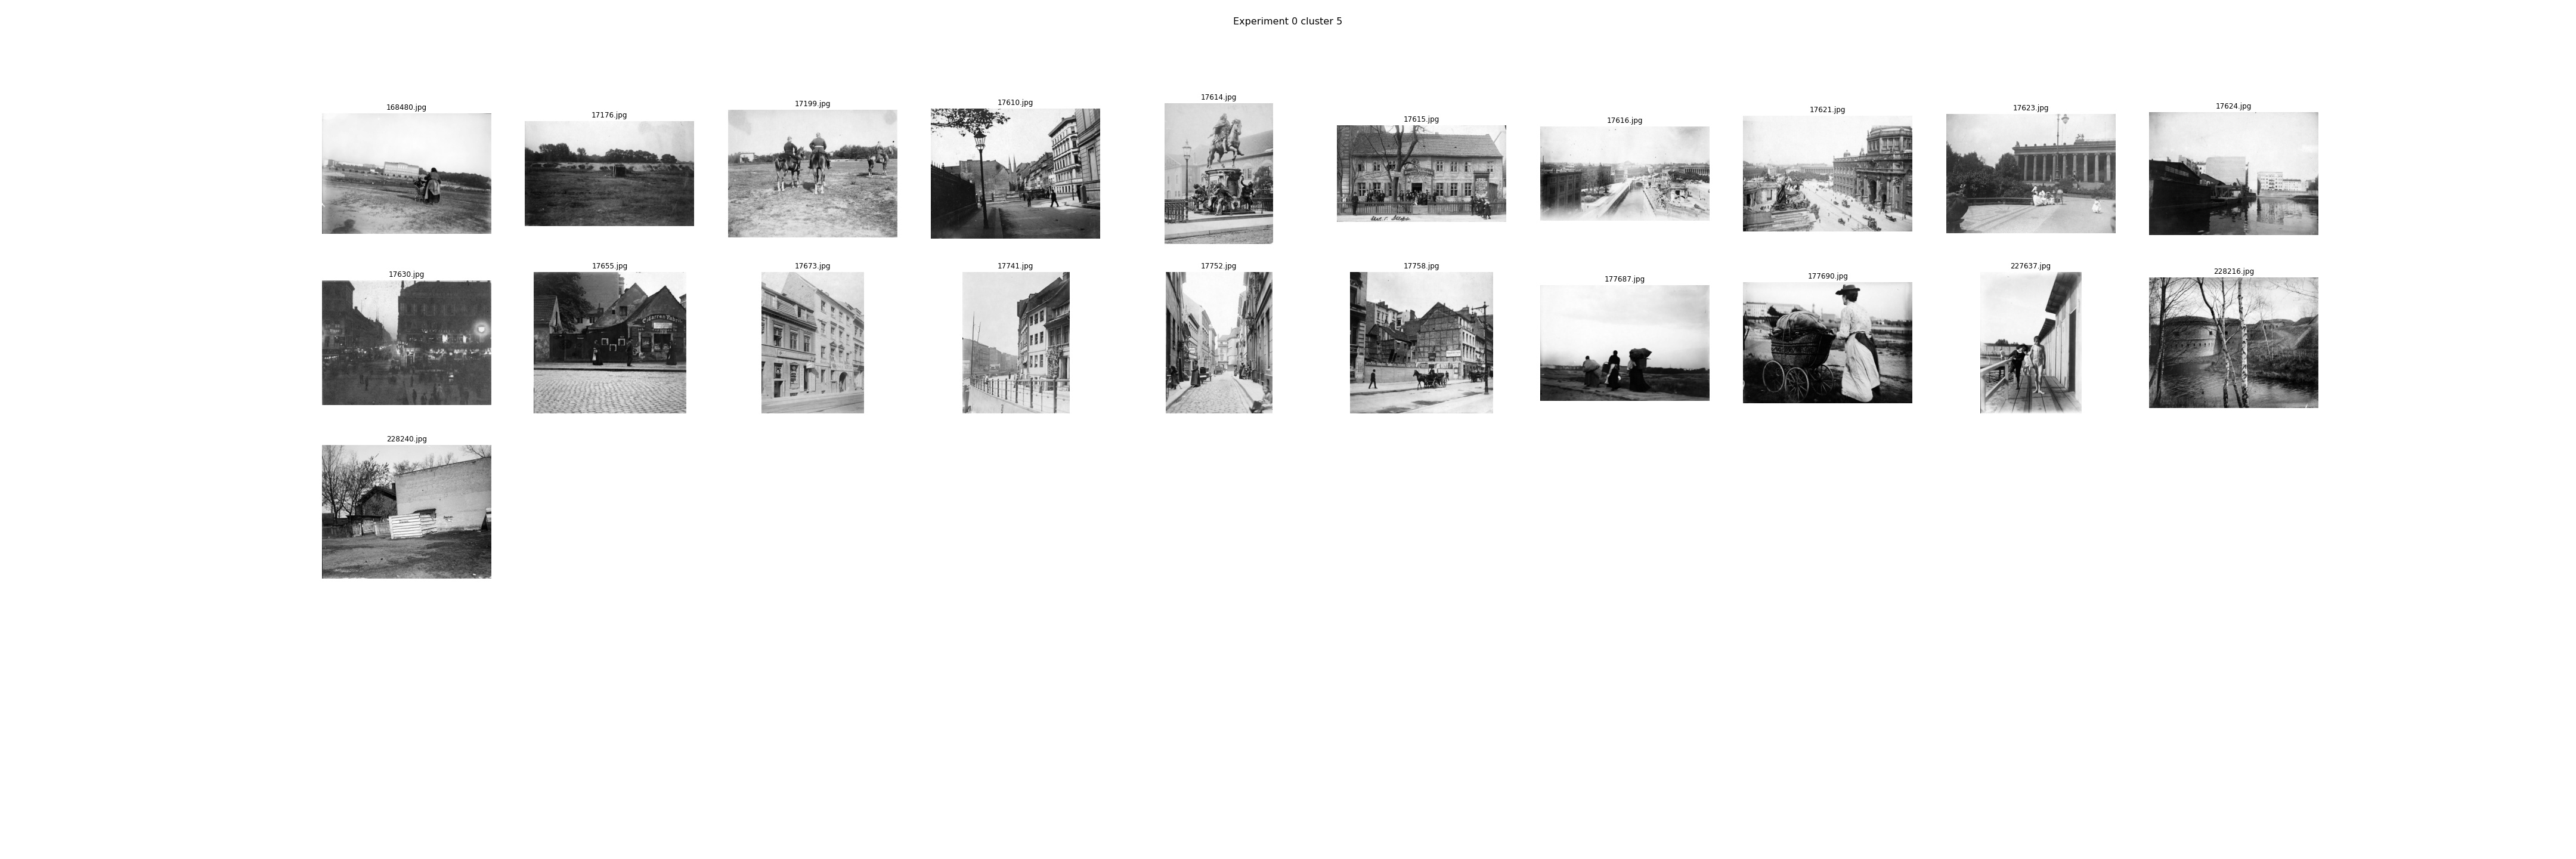 Experiment 0 cluster 5
168480.jpg
17176.jpg
17199.jpg
17610.jpg
17614.jpg
17615.jpg
17616.jpg
17621.jpg
17623.jpg
17624.jpg
17630.jpg
17655.jpg
17673.jpg
17741.jpg
17752.jpg
17758.jpg
177687.jpg
177690.jpg
227637.jpg
228216.jpg
228240.jpg